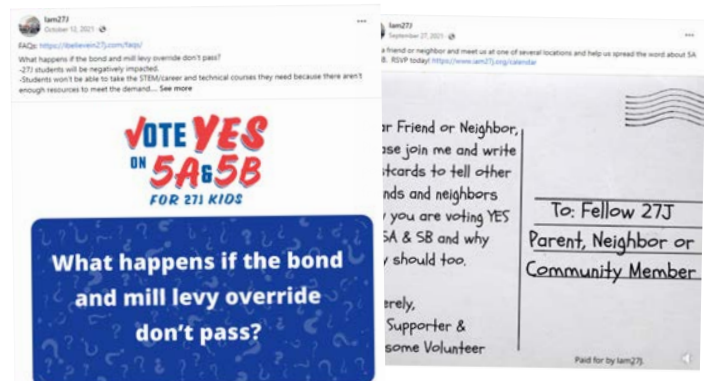 Iam27J
October 12, 2021
FAQs: https://ibelievein27j.com/faqs/
What happens if the bond and mill levy override don't pass?
-27J students will be negatively impacted.
-Students won't be able to take the STEM/career and technical courses they need because there aren't
enough resources to meet the demand.... See more
VOTE YES
ON 5A & 5B
FOR 27J KIDS
What happens if the bond
and mill levy override
don't pass?
Iam27J
September 27, 2021
a friend or neighbor and meet us at one of several locations and help us spread the word about 5A
B. RSVP today! https://www.iam27j.org/calendar
ar Friend or Neighbor,
ase join me and write
tcards to tell other
nds and neighbors
you are voting YES
5A & 5B and why
should too.
erely,
Supporter &
some Volunteer
To: Fellow 27J
Parent, Neighbor or
Community Member
Paid for by Iam27J